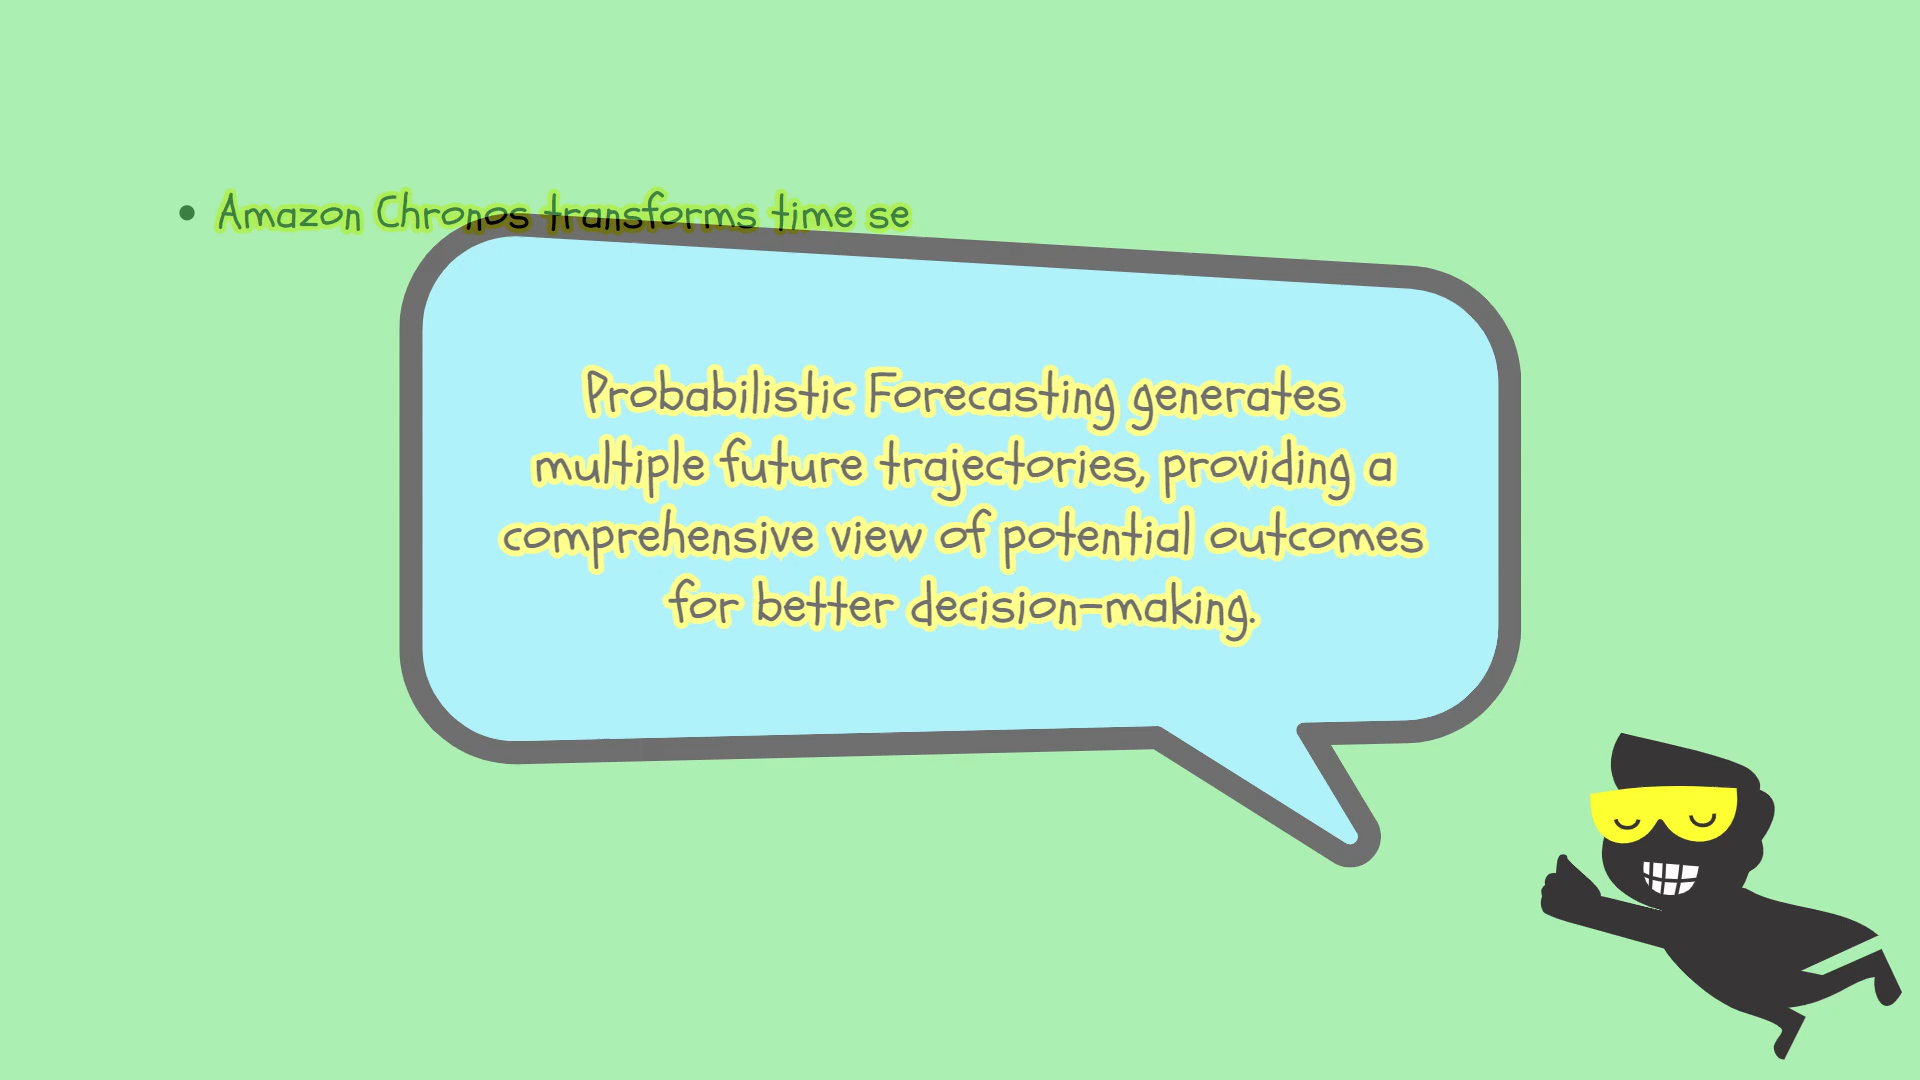 • Amazon Chronos transforms time se
Probabilistic Forecasting generates
multiple future trajectories, providing a
comprehensive view of potential outcomes
for better decision-making.